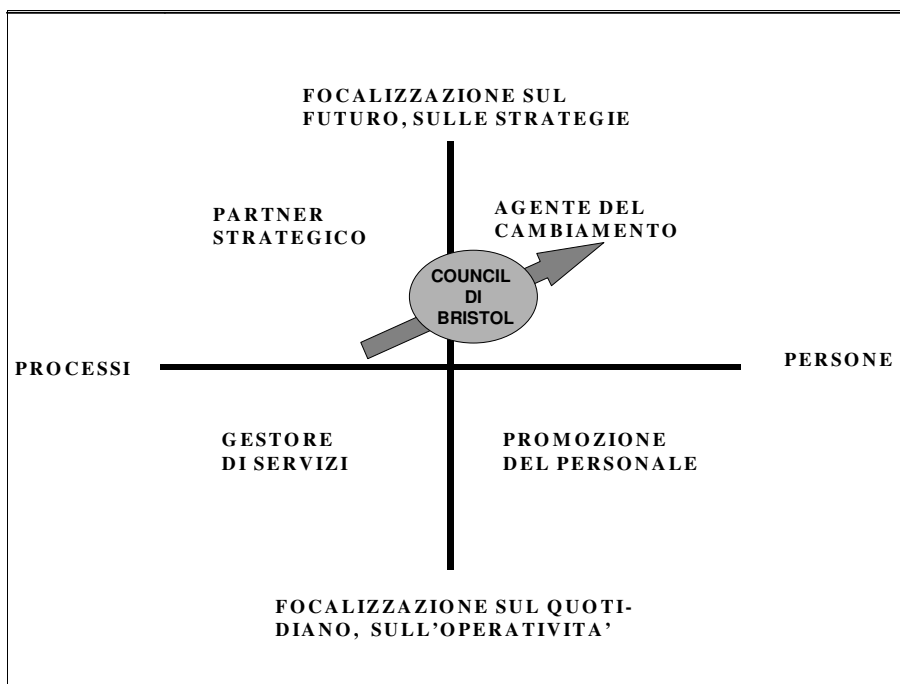 FOCALIZZAZIONE SUL
FUTURO, SULLE STRATEGIE
PARTNER
STRATEGICO
AGENTE DEL
CAMBIAMENTO
COUNCIL
DI
BRISTOL
PROCESSI
PERSONE
GESTORE
DI SERVIZI
PROMOZIONE
DEL PERSONALE
FOCALIZZAZIONE SUL QUOTI-
DIANO, SULL'OPERATIVITA'